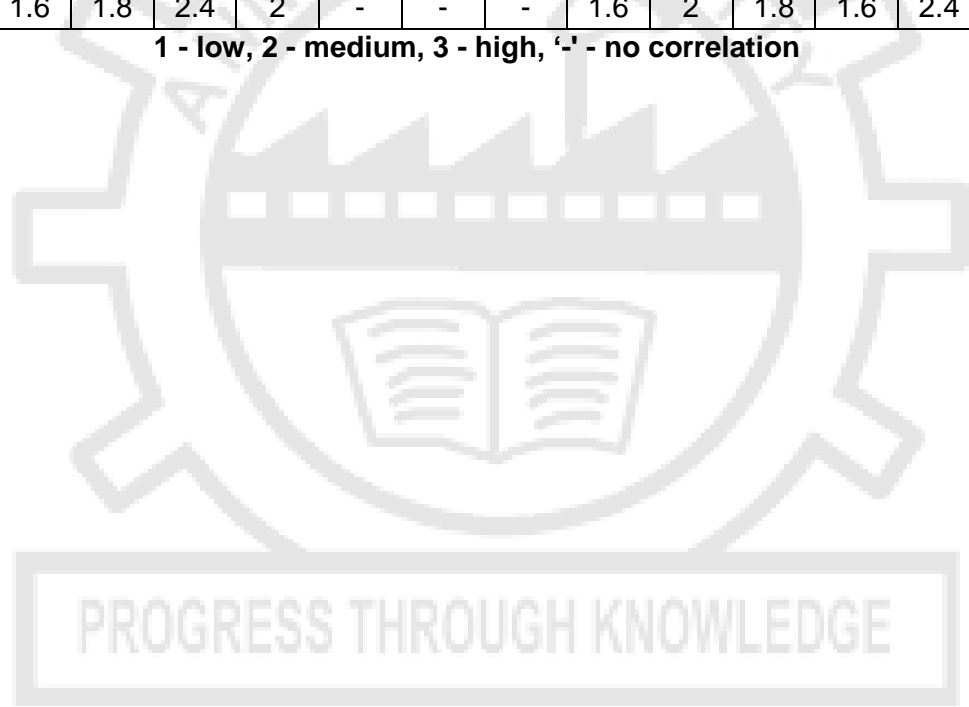 1.6 1.8 2.4 2 - - - 1.6 2 1.8 1.6 2.4
1 - low, 2 - medium, 3 - high, ‘-' - no correlation
PROGRESS THROUGH KNOWLEDGE